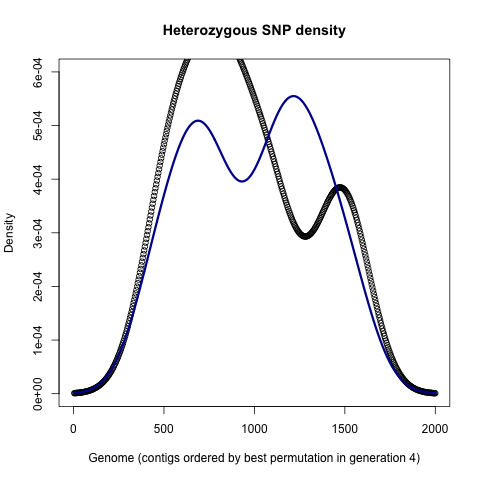 Heterozygous SNP density
6e-04
5e-04
4e-04
3e-04
2e-04
1e-04
0e+00
Density
0 500 1000 1500 2000
Genome (contigs ordered by best permutation in generation 4)